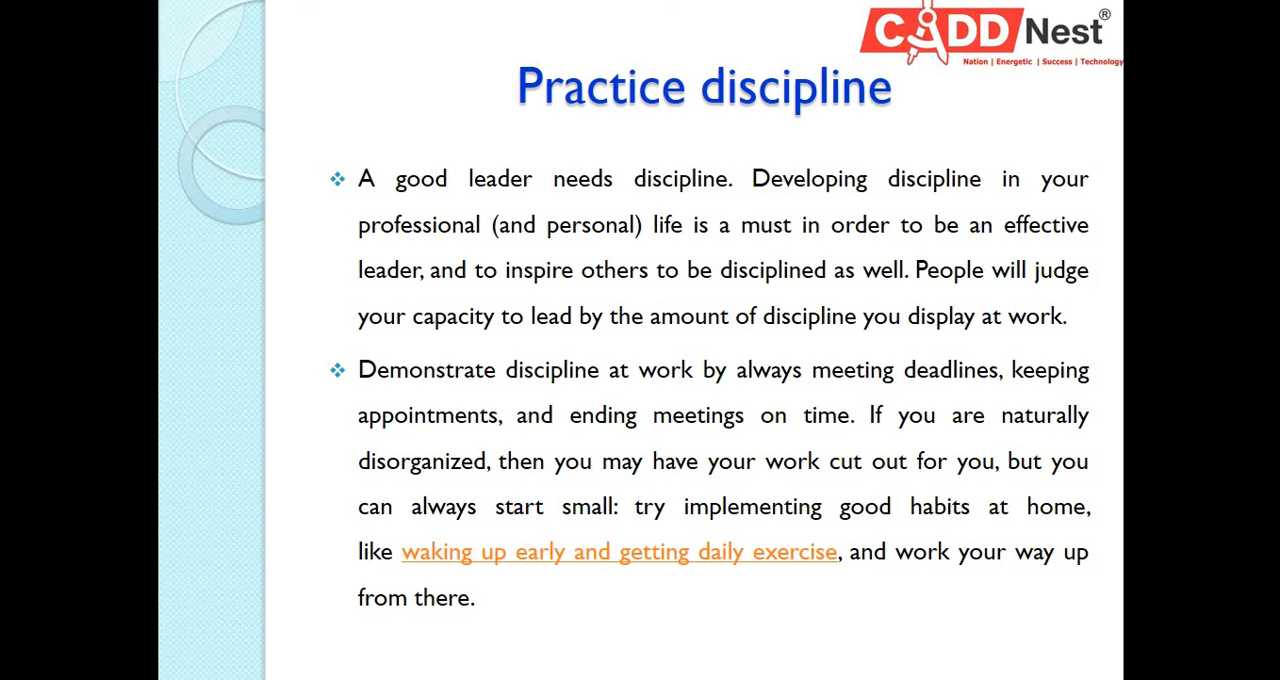 CADD Nest®
Nation | Energetic | Success | Technology
Practice discipline
A good leader needs discipline. Developing discipline in your
professional (and personal) life is a must in order to be an effective
leader, and to inspire others to be disciplined as well. People will judge
your capacity to lead by the amount of discipline you display at work.
Demonstrate discipline at work by always meeting deadlines, keeping
appointments, and ending meetings on time. If you are naturally
disorganized, then you may have your work cut out for you, but you
can always start small: try implementing good habits at home,
like waking up early and getting daily exercise, and work your way up
from there.